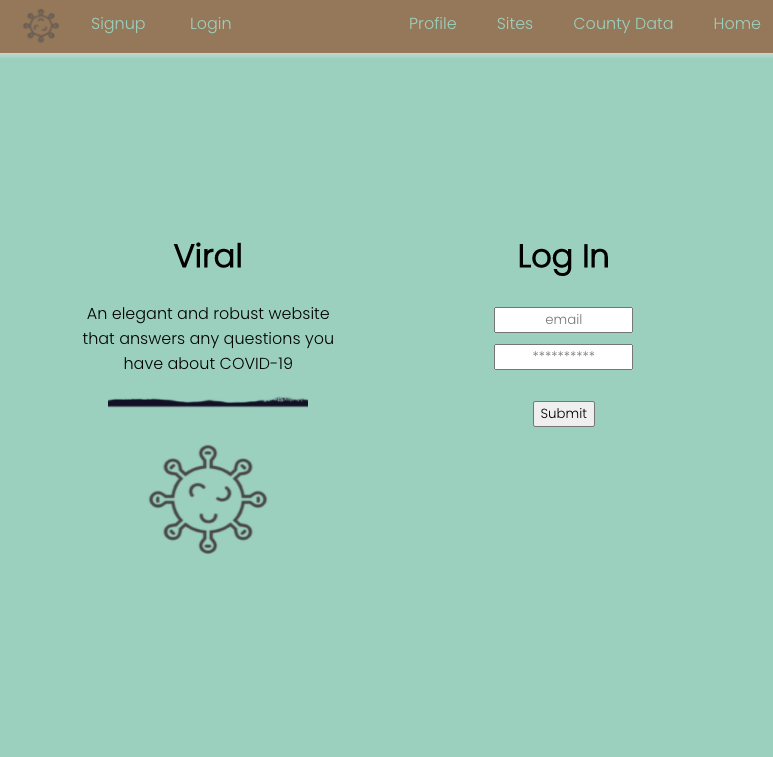 Signup Login Profile Sites County Data Home
Viral
An elegant and robust website
that answers any questions you
have about COVID-19
Log In
email
**********
Submit